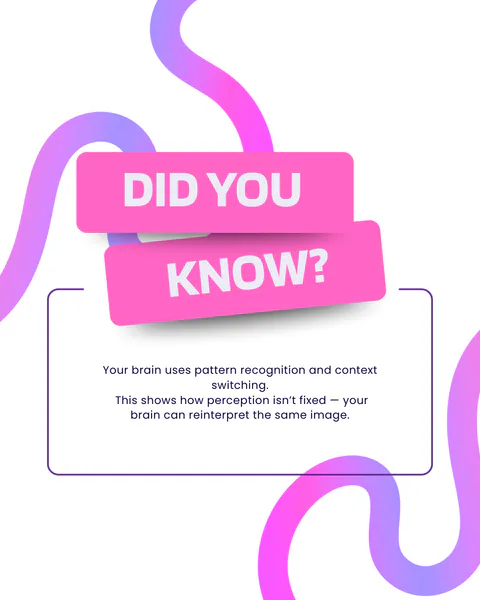 DID YOU
KNOW?
Your brain uses pattern recognition and context
switching.
This shows how perception isn’t fixed — your
brain can reinterpret the same image.